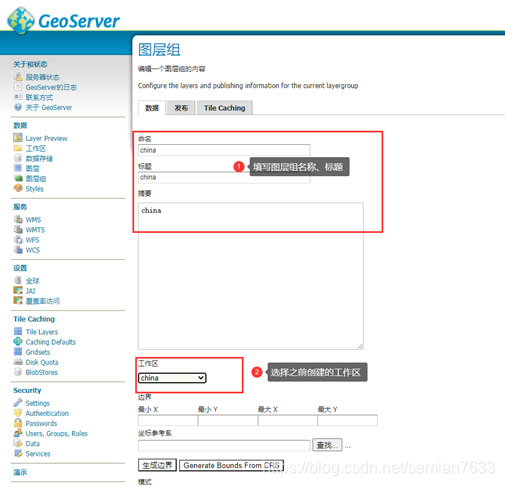 GeoServer
关于和状态
服务器状态
GeoServer的日志
联系方式
关于 GeoServer
数据
Layer Preview
工作区
数据存储
图层
图层组
Styles
服务
WMS
WMTS
WFS
WCS
设置
全球
JAI
覆盖率访问
Tile Caching
Tile Layers
Caching Defaults
Gridsets
Disk Quota
BlobStores
Security
Settings
Authentication
Passwords
Users, Groups, Roles
Data
Services
演示
图层组
编辑一个图层组的内容
Configure the layers and publishing information for the current layergroup
数据 发布 Tile Caching
命名
china
标题
china
1 填写图层组名称、标题
摘要
china
工作区
china
2 选择之前创建的工作区
边界
最小 X 最小 Y 最大 X 最大 Y
坐标参考系
查找... ...
生成边界 Generate Bounds From CRS
模式
https://blog.csdn.net/semian7633